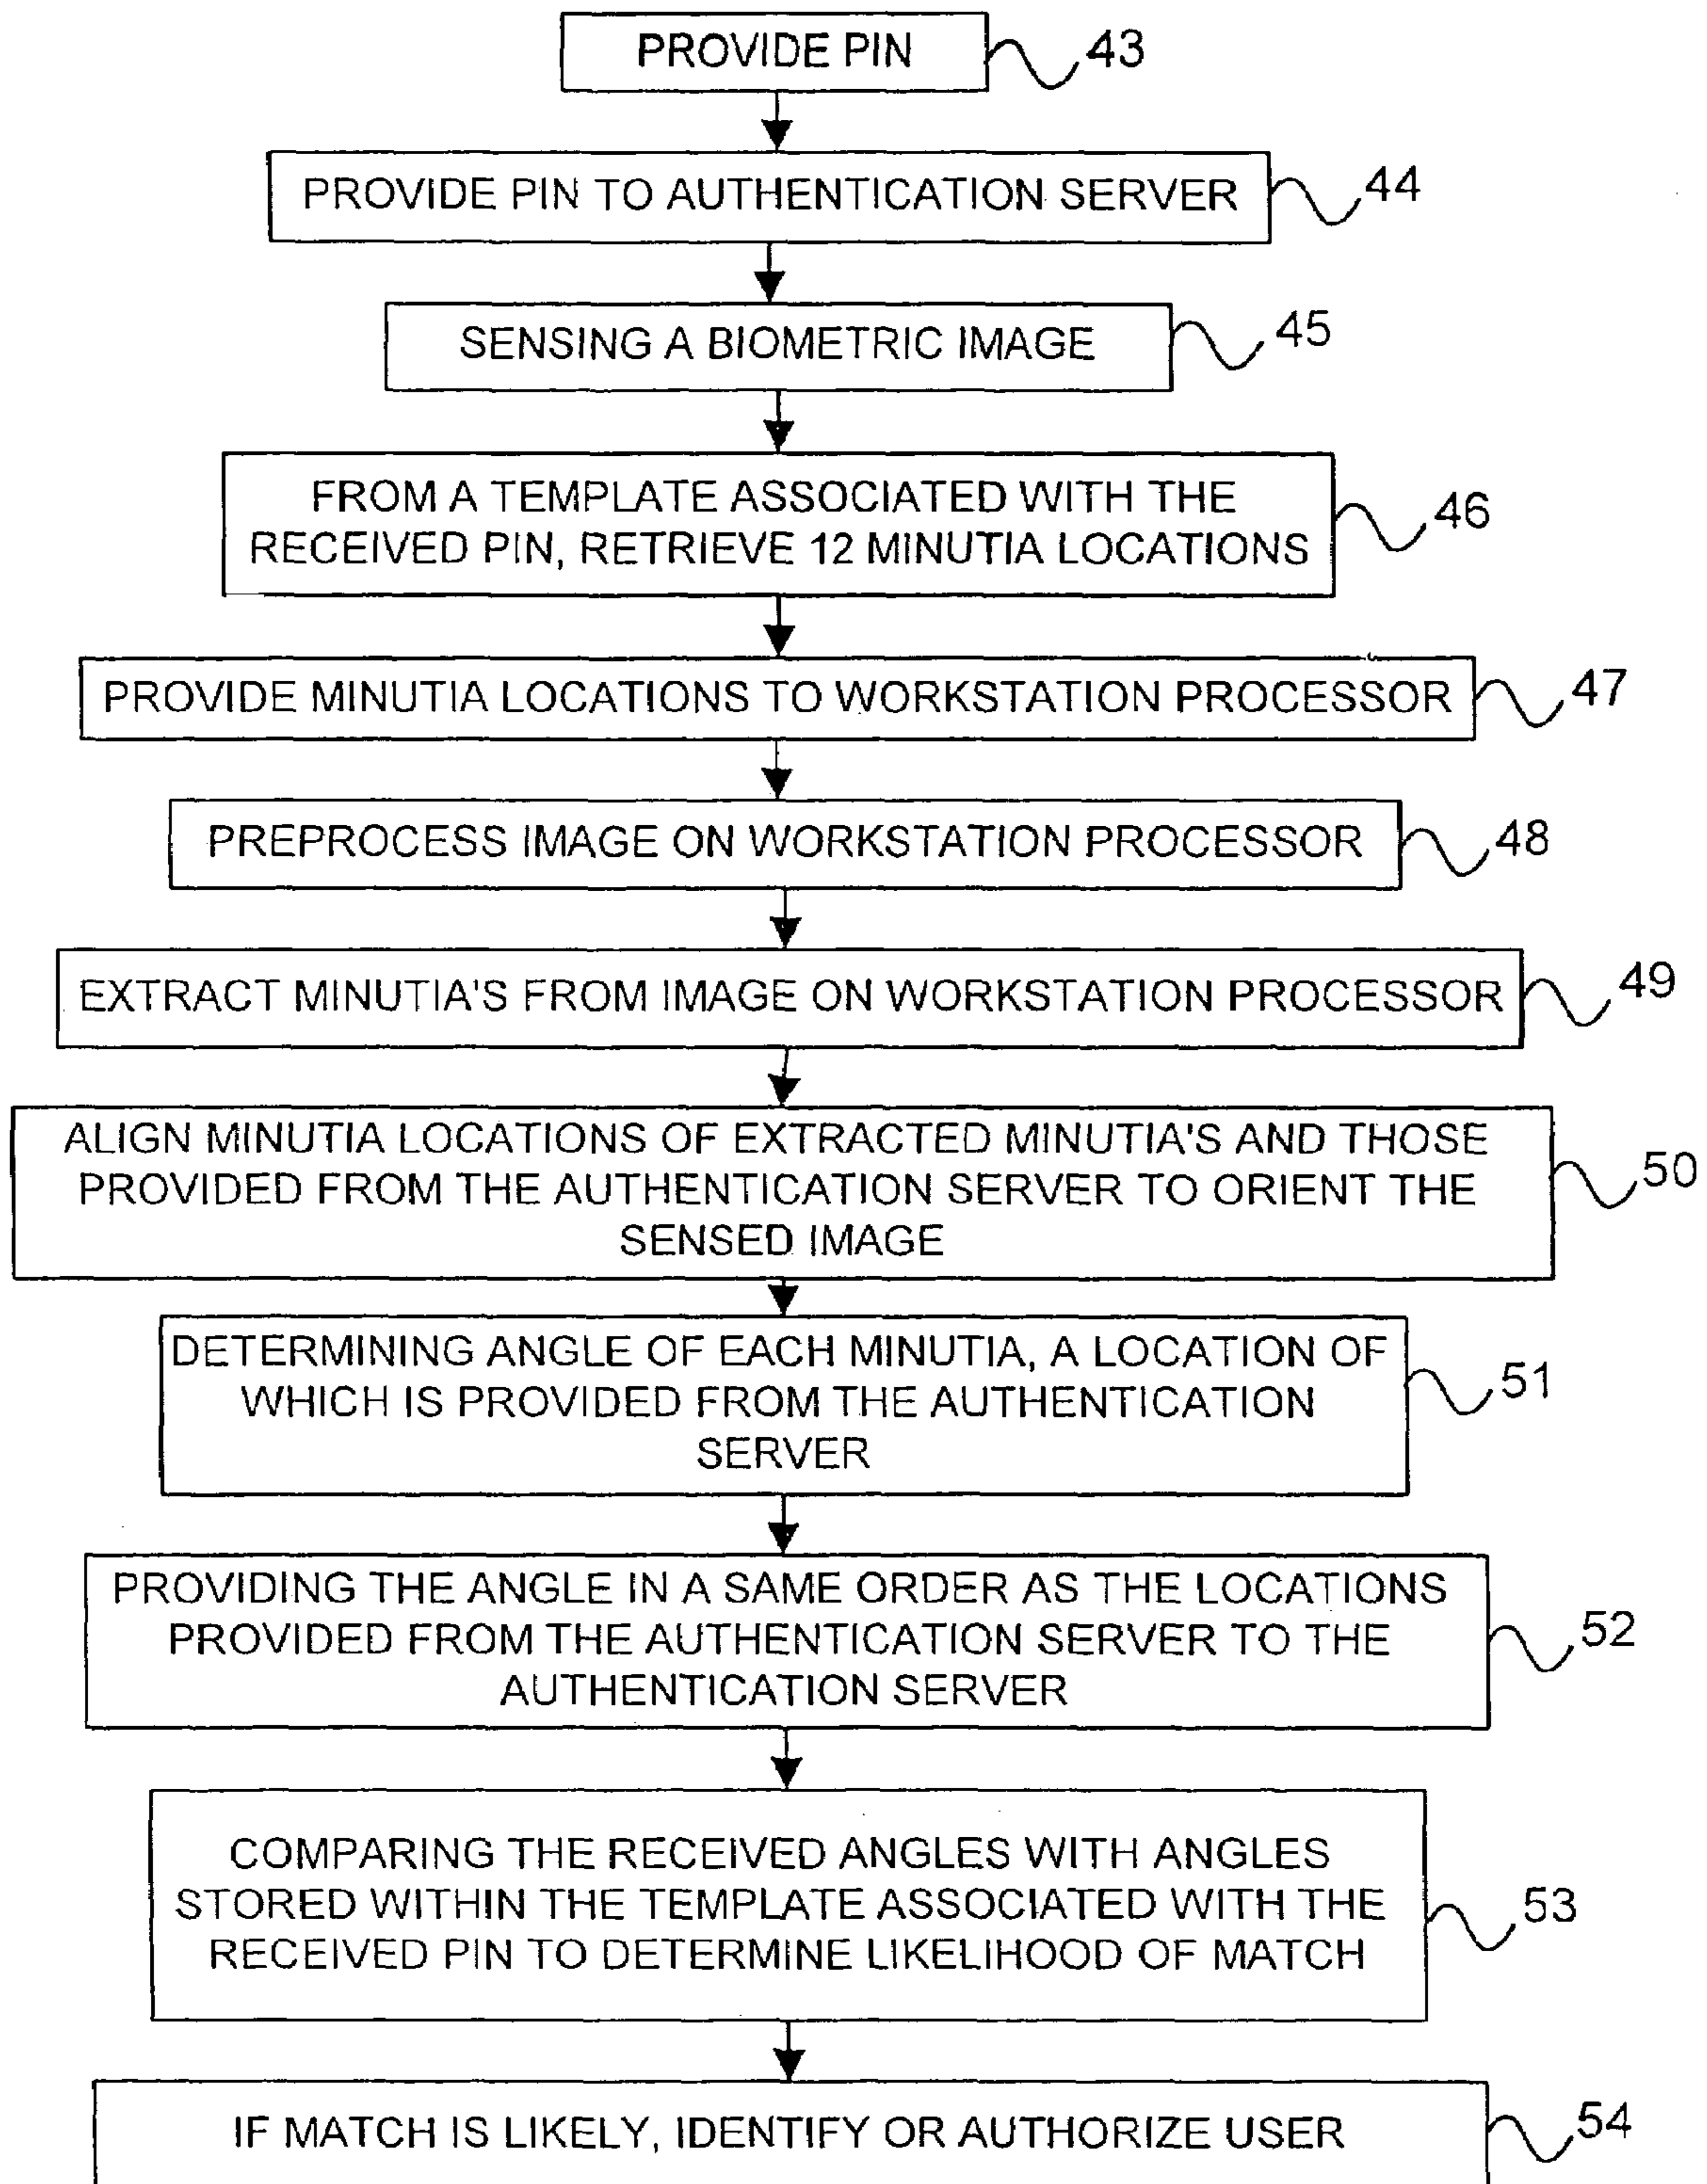 PROVIDE PIN
43
PROVIDE PIN TO AUTHENTICATION SERVER
44
SENSING A BIOMETRIC IMAGE
45
FROM A TEMPLATE ASSOCIATED WITH THE
RECEIVED PIN, RETRIEVE 12 MINUTIA LOCATIONS
46
PROVIDE MINUTIA LOCATIONS TO WORKSTATION PROCESSOR
47
PREPROCESS IMAGE ON WORKSTATION PROCESSOR
48
EXTRACT MINUTIA'S FROM IMAGE ON WORKSTATION PROCESSOR
49
ALIGN MINUTIA LOCATIONS OF EXTRACTED MINUTIA'S AND THOSE
PROVIDED FROM THE AUTHENTICATION SERVER TO ORIENT THE
SENSED IMAGE
50
DETERMINING ANGLE OF EACH MINUTIA, A LOCATION OF
WHICH IS PROVIDED FROM THE AUTHENTICATION
SERVER
51
PROVIDING THE ANGLE IN A SAME ORDER AS THE LOCATIONS
PROVIDED FROM THE AUTHENTICATION SERVER TO THE
AUTHENTICATION SERVER
52
COMPARING THE RECEIVED ANGLES WITH ANGLES
STORED WITHIN THE TEMPLATE ASSOCIATED WITH THE
RECEIVED PIN TO DETERMINE LIKELIHOOD OF MATCH
53
IF MATCH IS LIKELY, IDENTIFY OR AUTHORIZE USER
54